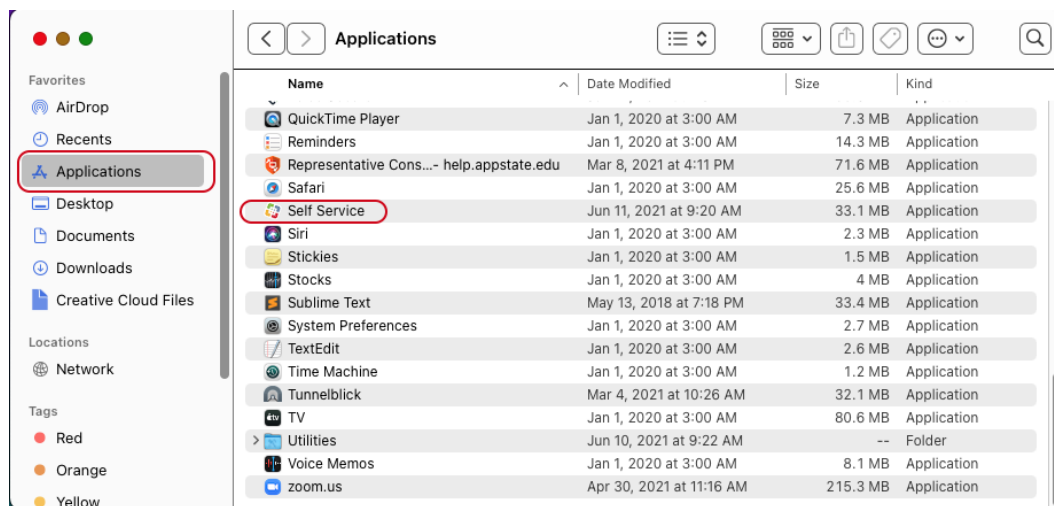 Applications
Favorites
AirDrop
Recents
Applications
Desktop
Documents
Downloads
Creative Cloud Files
Locations
Network
Tags
Red
Orange
Yellow
Name Date Modified Size Kind
QuickTime Player Jan 1, 2020 at 3:00 AM 7.3 MB Application
Reminders Jan 1, 2020 at 3:00 AM 14.3 MB Application
Representative Cons...- help.appstate.edu Mar 8, 2021 at 4:11 PM 71.6 MB Application
Safari Jan 1, 2020 at 3:00 AM 25.6 MB Application
Self Service Jun 11, 2021 at 9:20 AM 33.1 MB Application
Siri Jan 1, 2020 at 3:00 AM 2.3 MB Application
Stickies Jan 1, 2020 at 3:00 AM 1.5 MB Application
Stocks Jan 1, 2020 at 3:00 AM 4 MB Application
Sublime Text May 13, 2018 at 7:18 PM 33.4 MB Application
System Preferences Jan 1, 2020 at 3:00 AM 2.7 MB Application
TextEdit Jan 1, 2020 at 3:00 AM 2.6 MB Application
Time Machine Jan 1, 2020 at 3:00 AM 1.2 MB Application
Tunnelblick Mar 4, 2021 at 10:26 AM 32.1 MB Application
TV Jan 1, 2020 at 3:00 AM 80.6 MB Application
Utilities Jun 10, 2021 at 9:22 AM -- Folder
Voice Memos Jan 1, 2020 at 3:00 AM 8.1 MB Application
zoom.us Apr 30, 2021 at 11:16 AM 215.3 MB Application